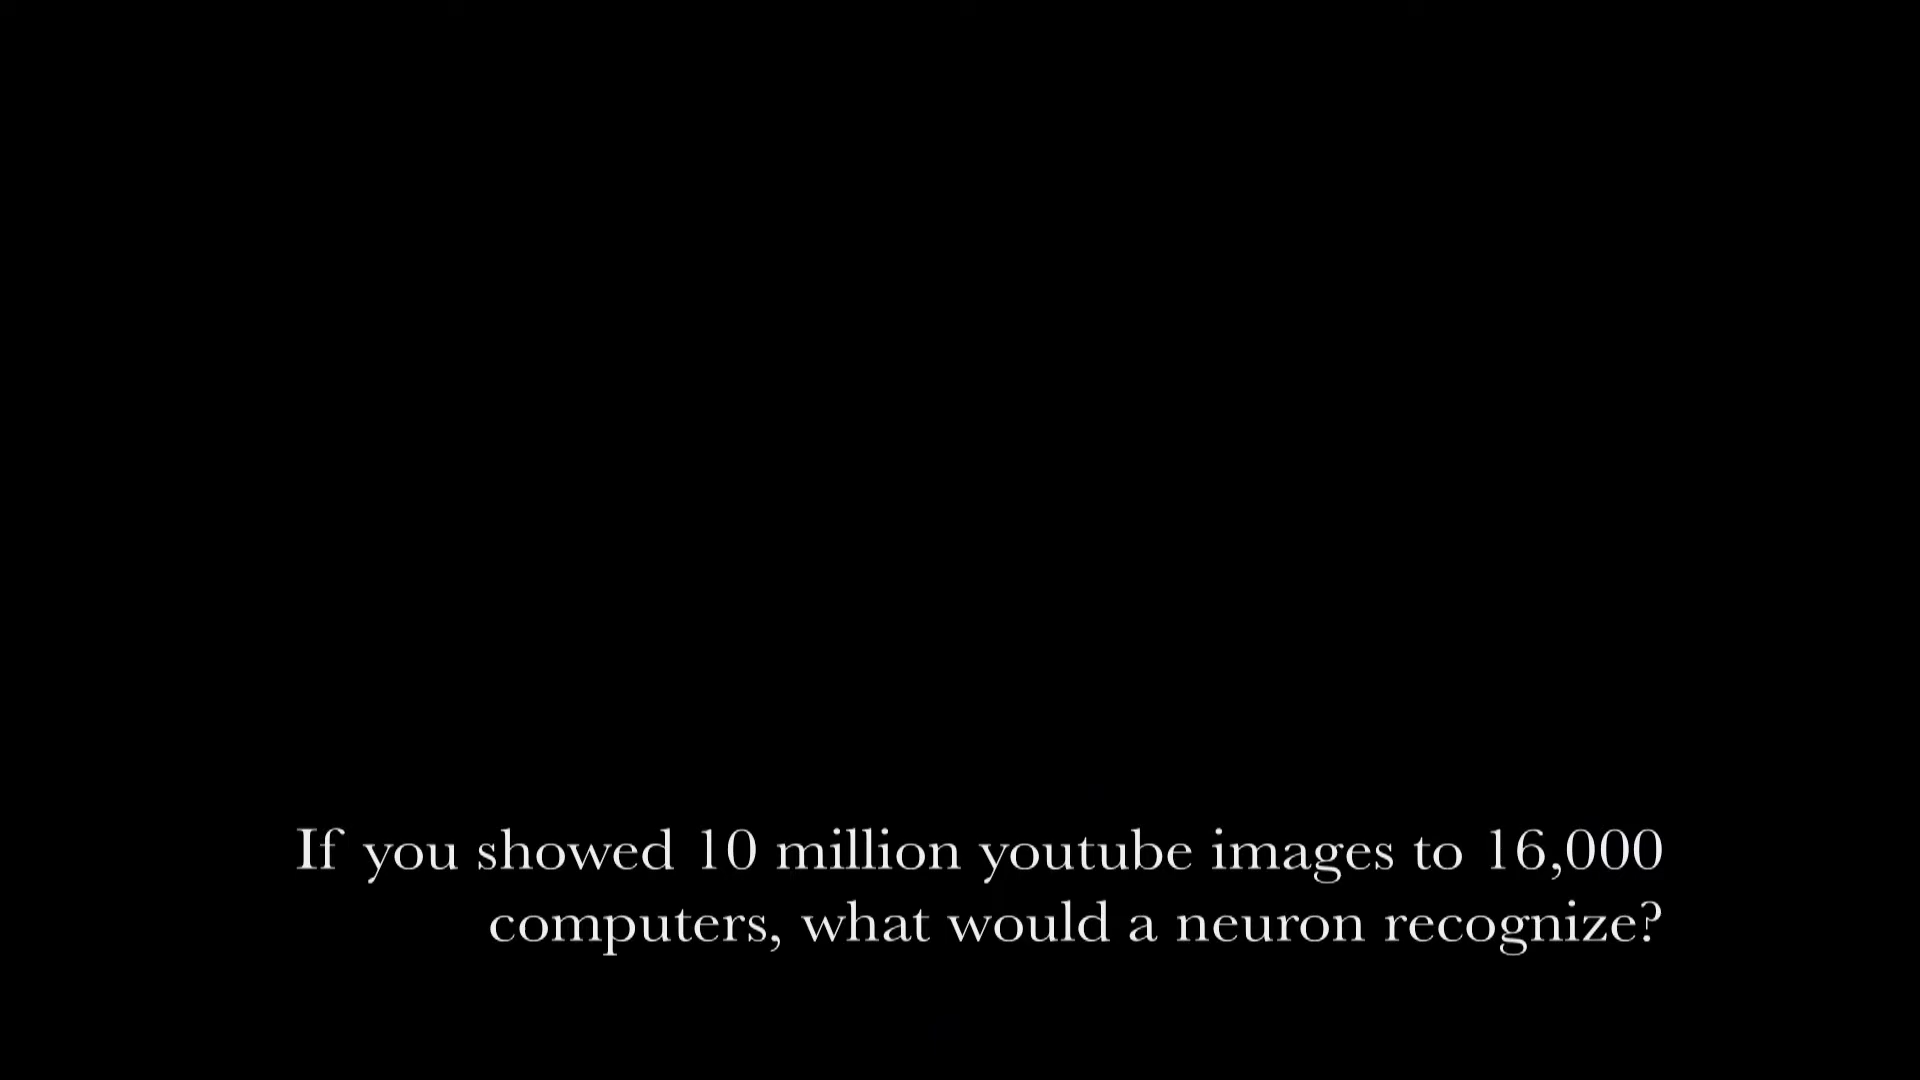 If you showed 10 million youtube images to 16,000
computers, what would a neuron recognize?